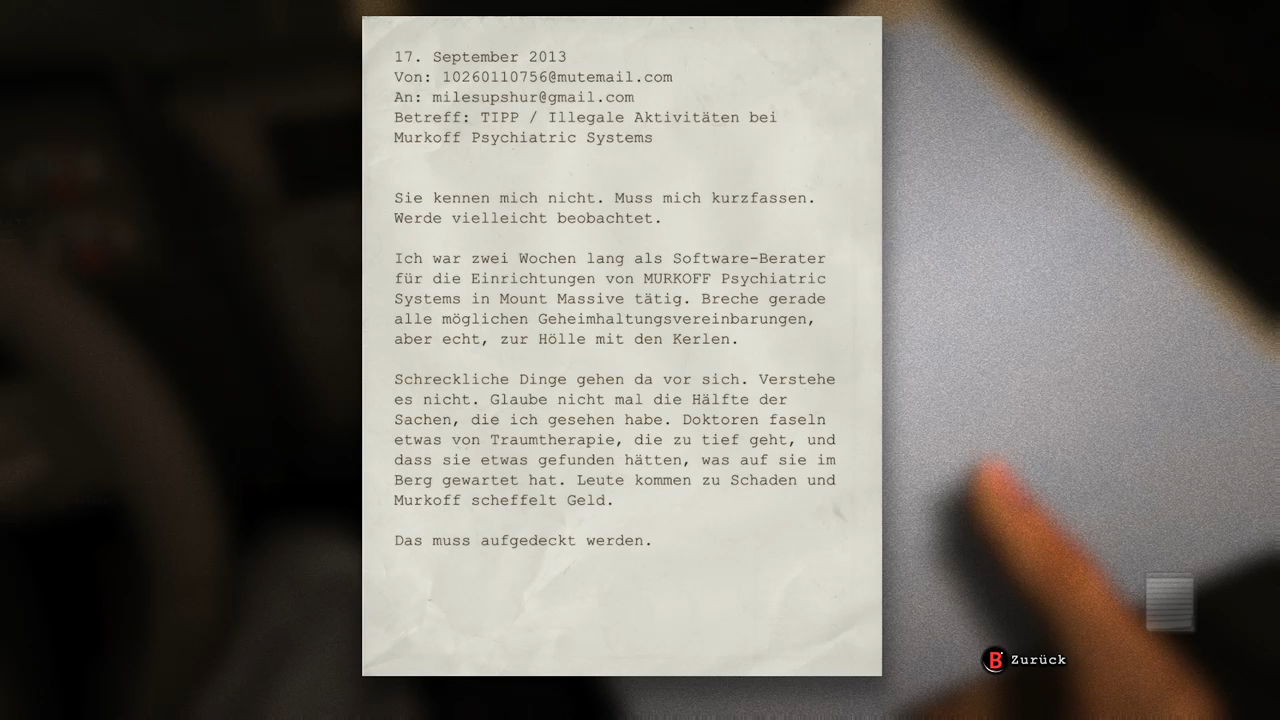 17. September 2013
Von: 10260110756@mutemail.com
An: milesupshur@gmail.com
Betreff: TIPP / Illegale Aktivitäten bei
Murkoff Psychiatric Systems
Sie kennen mich nicht. Muss mich kurzfassen.
Werde vielleicht beobachtet.
Ich war zwei Wochen lang als Software-Berater
für die Einrichtungen von MURKOFF Psychiatric
Systems in Mount Massive tätig. Breche gerade
alle möglichen Geheimhaltungsvereinbarungen,
aber echt, zur Hölle mit den Kerlen.
Schreckliche Dinge gehen da vor sich. Verstehe
es nicht. Glaube nicht mal die Hälfte der
Sachen, die ich gesehen habe. Doktoren faseln
etwas von Traumtherapie, die zu tief geht, und
dass sie etwas gefunden hätten, was auf sie im
Berg gewartet hat. Leute kommen zu Schaden und
Murkoff scheffelt Geld.
Das muss aufgedeckt werden.
B Zurück